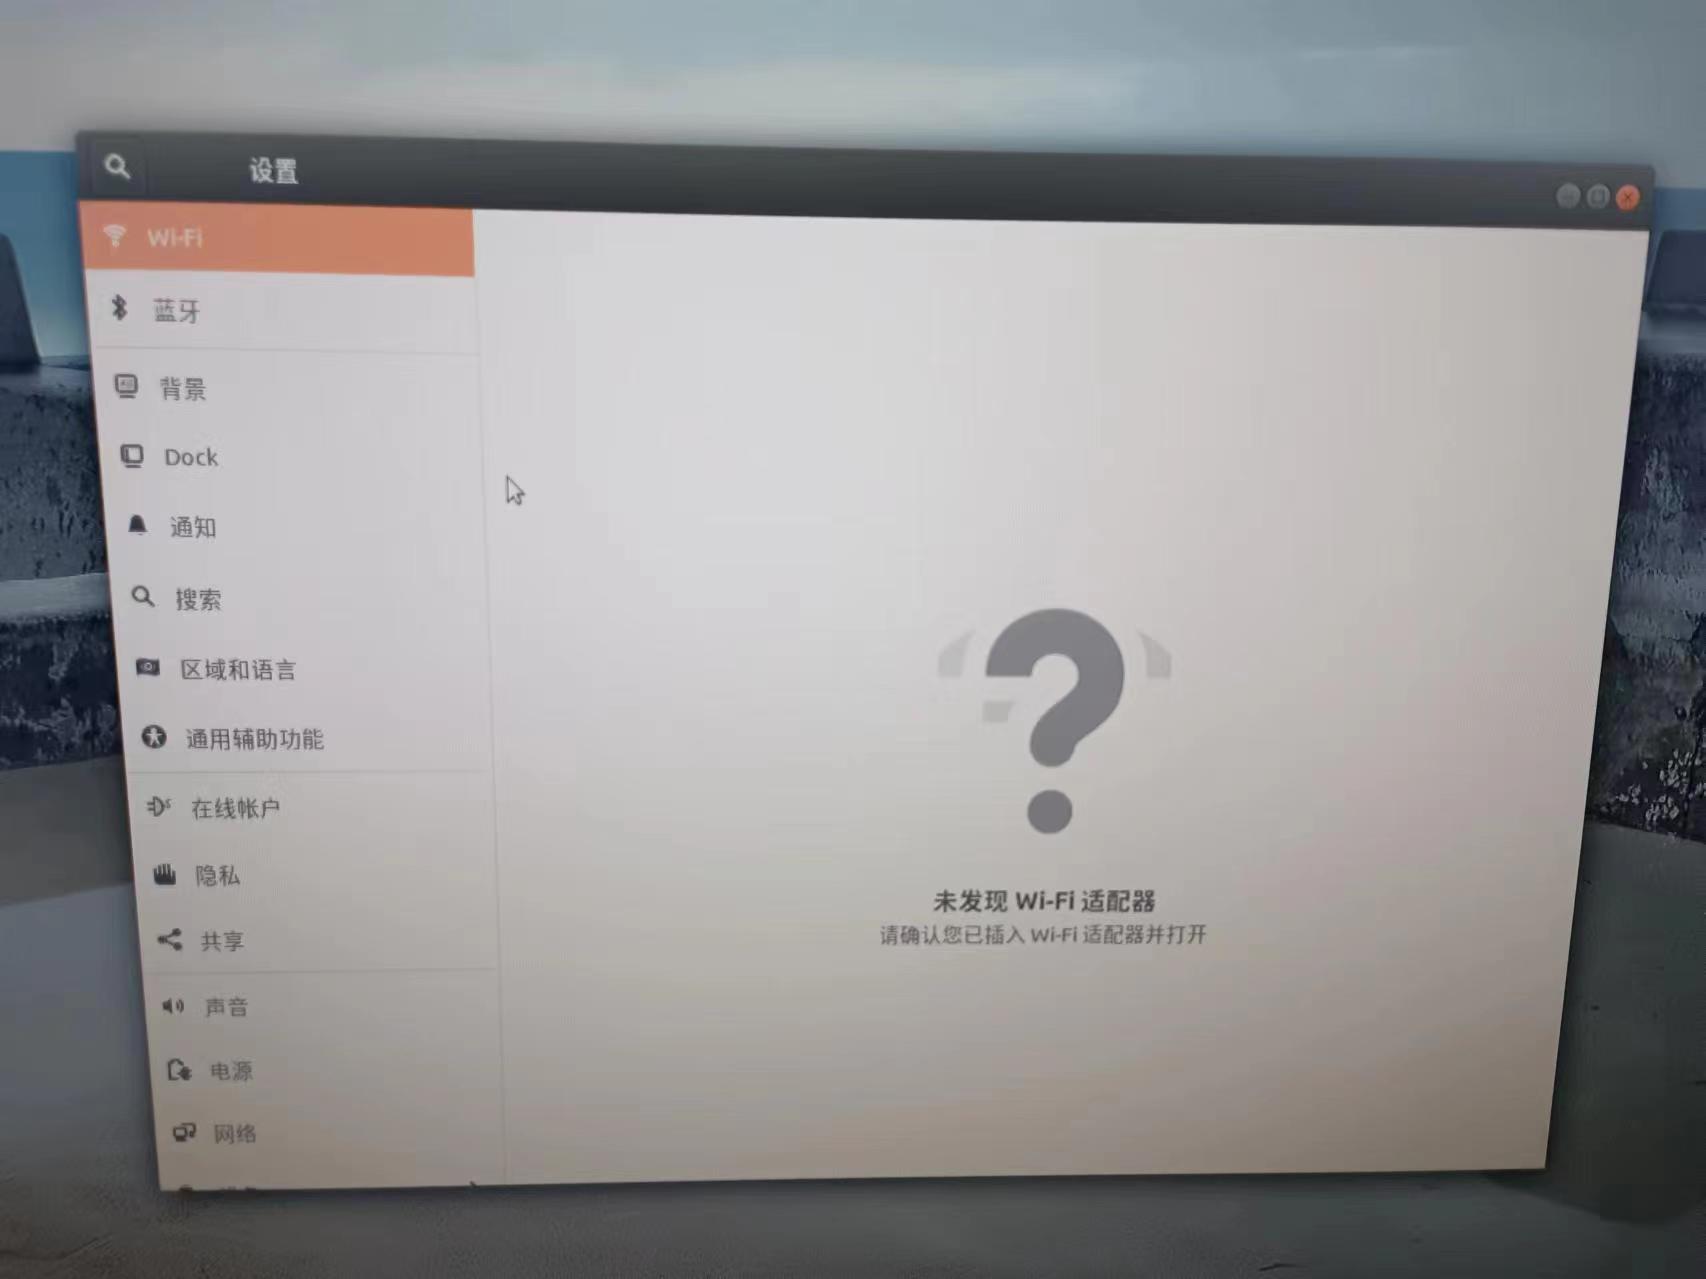 设置
Wi-Fi
蓝牙
背景
Dock
通知
搜索
区域和语言
通用辅助功能
在线帐户
隐私
共享
声音
电源
网络
未发现 Wi-Fi 适配器
请确认您已插入 Wi-Fi 适配器并打开